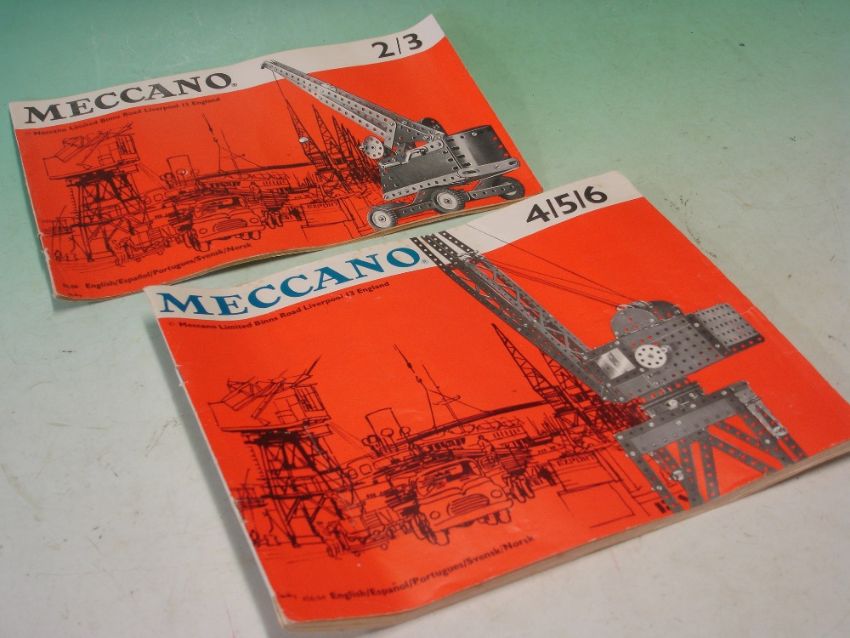 2/3
MECCANO®
© Meccano Limited Binns Road Liverpool 13 England
English/Español/Portugues/Svensk/Norsk
4/5/6
MECCANO®
© Meccano Limited Binns Road Liverpool 13 England
English/Español/Portugues/Svensk/Norsk